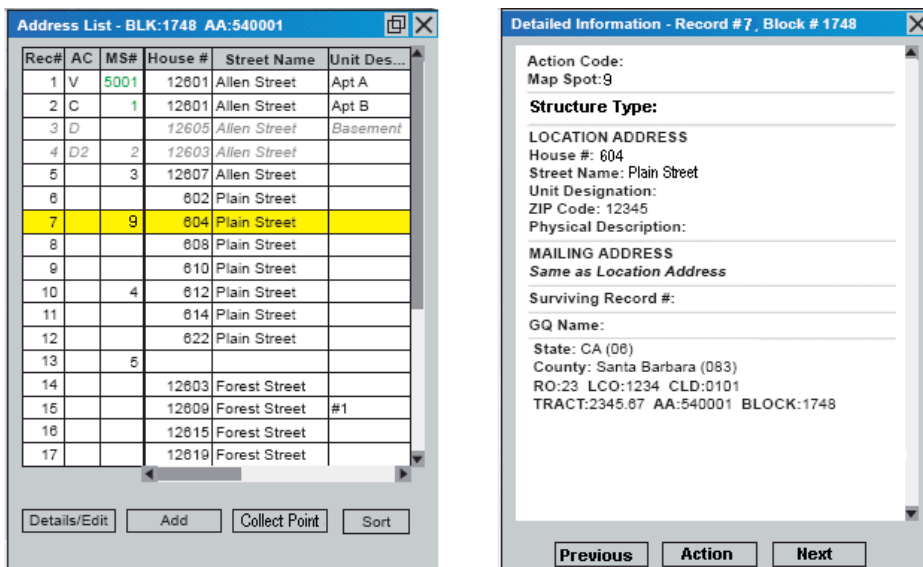 Address List - BLK:1748 AA:540001
Rec# AC MS# House # Street Name Unit Des...
1 V 5001 12601 Allen Street Apt A
2 C 1 12601 Allen Street Apt B
3 D 12605 Allen Street Basement
4 D2 2 12603 Allen Street
5 3 12607 Allen Street
6 602 Plain Street
7 9 604 Plain Street
8 608 Plain Street
9 610 Plain Street
10 4 612 Plain Street
11 614 Plain Street
12 622 Plain Street
13 5
14 12603 Forest Street
15 12609 Forest Street #1
16 12615 Forest Street
17 12619 Forest Street
Details/Edit Add Collect Point Sort
Detailed Information - Record #7, Block # 1748
Action Code:
Map Spot:9
Structure Type:
LOCATION ADDRESS
House #: 604
Street Name: Plain Street
Unit Designation:
ZIP Code: 12345
Physical Description:
MAILING ADDRESS
Same as Location Address
Surviving Record #:
GQ Name:
State: CA (06)
County: Santa Barbara (083)
RO:23 LCO:1234 CLD:0101
TRACT:2345.67 AA:540001 BLOCK:1748
Previous Action Next